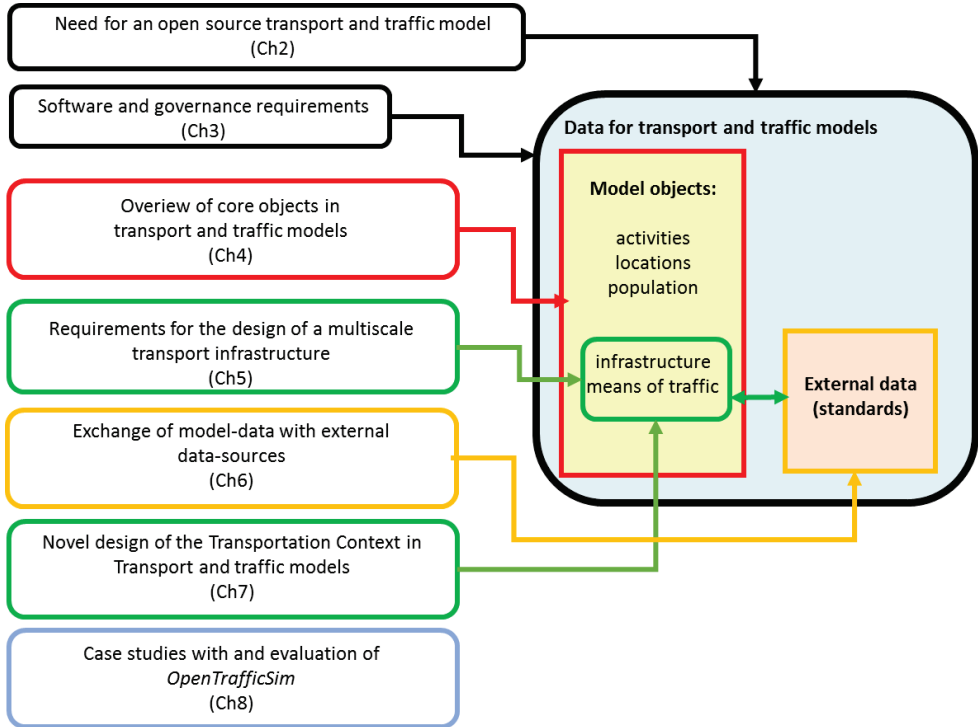 Need for an open source transport and traffic model
(Ch2)
Software and governance requirements
(Ch3)
Overiew of core objects in
transport and traffic models
(Ch4)
Requirements for the design of a multiscale
transport infrastructure
(Ch5)
Exchange of model-data with external
data-sources
(Ch6)
Novel design of the Transportation Context in
Transport and traffic models
(Ch7)
Case studies with and evaluation of
OpenTrafficSim
(Ch8)
Data for transport and traffic models
Model objects:
activities
locations
population
infrastructure
means of traffic
External data
(standards)